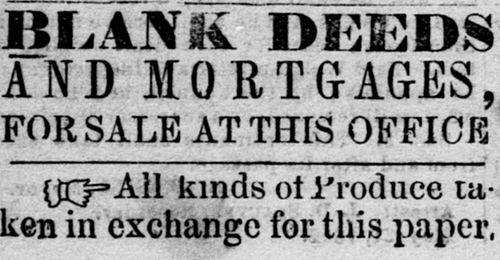 BLANK DEEDS
AND MORTGAGES,
FOR SALE AT THIS OFFICE
☞ All kinds of Produce ta-
ken in exchange for this paper.